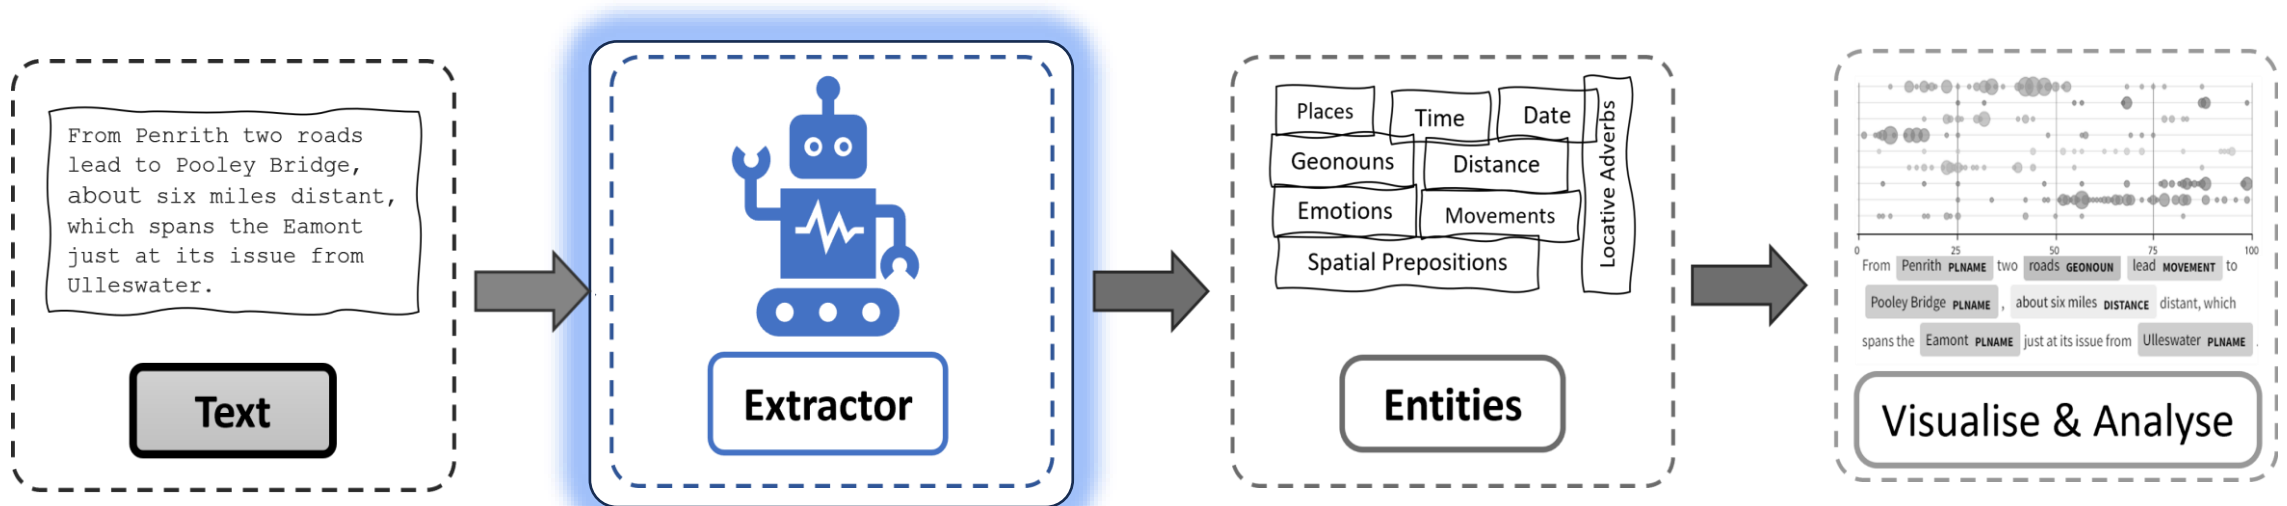 From Penrith two roads
lead to Pooley Bridge,
about six miles distant,
which spans the Eamont
just at its issue from
Ulleswater.
Text
Extractor
Places
Time
Date
Geonouns
Distance
Emotions
Movements
Spatial Prepositions
Locative Adverbs
Entities
0 25 50 75 100
From Penrith PLNAME two roads GEONOUN lead MOVEMENT to
Pooley Bridge PLNAME , about six miles DISTANCE distant, which
spans the Eamont PLNAME just at its issue from Ulleswater PLNAME .
Visualise & Analyse